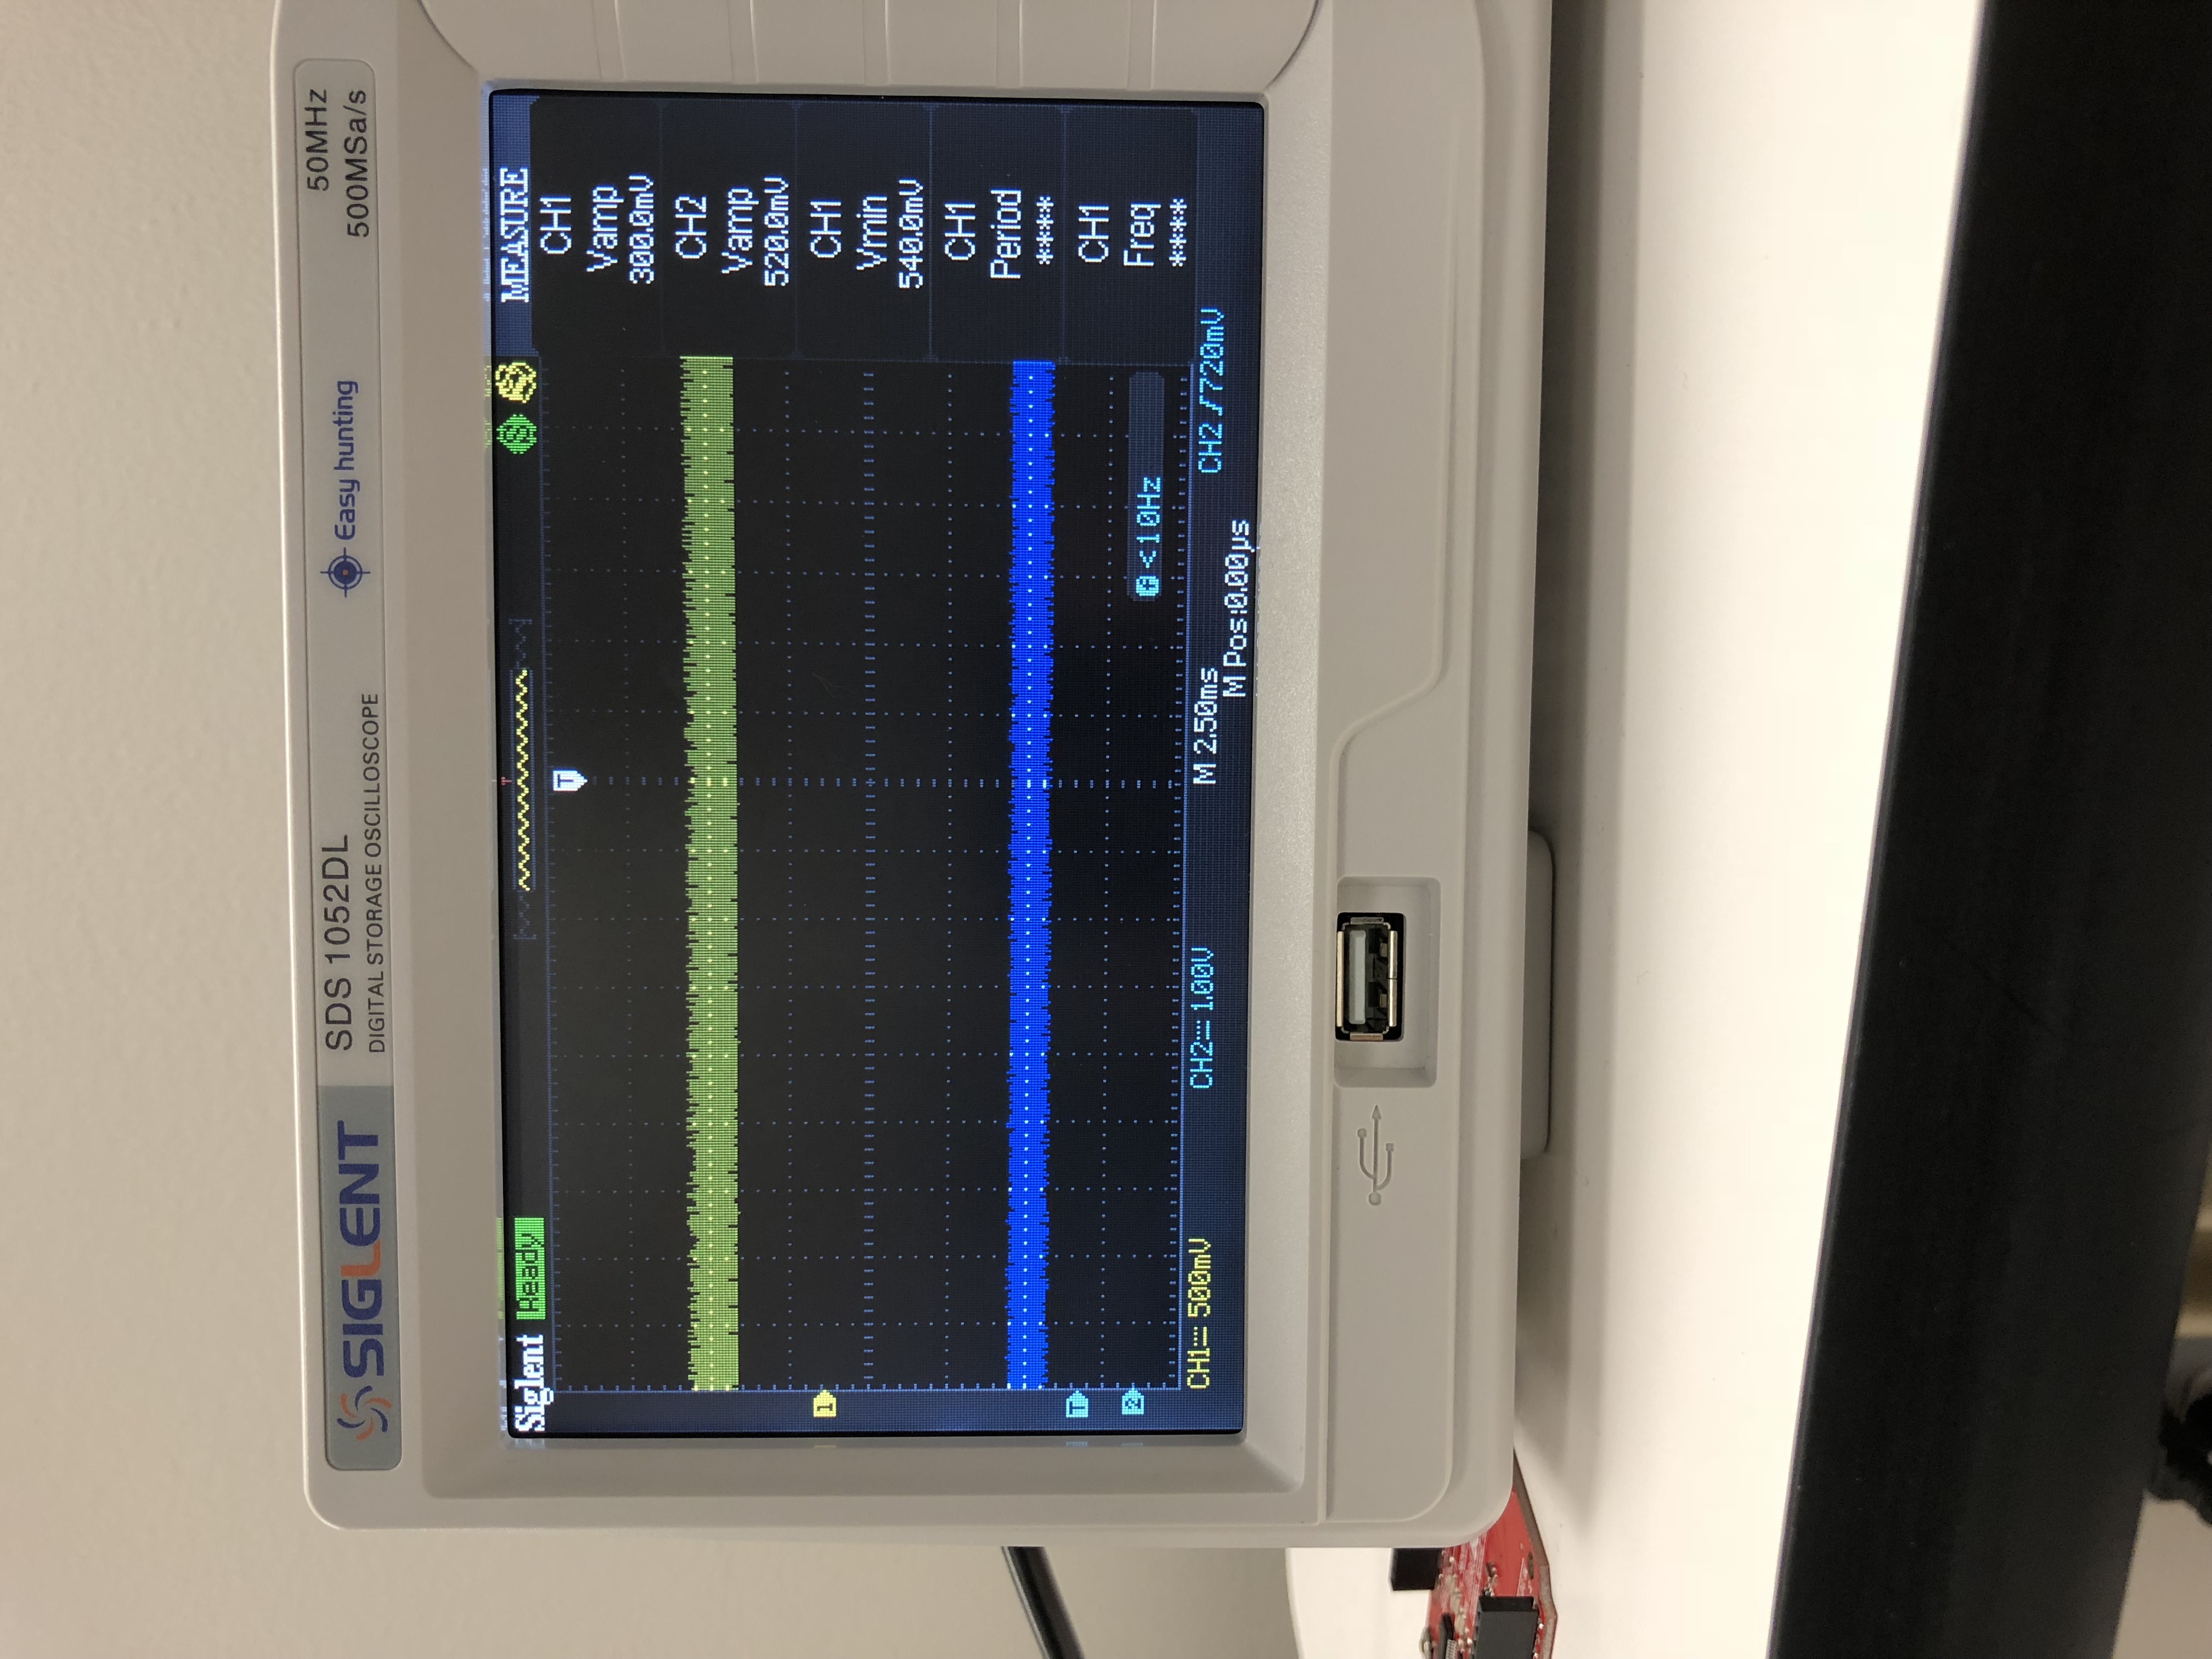 SIGLENT
SDS 1052DL
DIGITAL STORAGE OSCILLOSCOPE
Easy hunting
50MHz
500MSa/s
Siglent Ready
T
S S
MEASURE
CH1
Vamp
300.0mV
CH2
Vamp
520.0mV
CH1
Vmin
540.0mV
CH1
Period
****
CH1
Freq
****
1
T
2
<10Hz
CH1 500mV
CH2 1.00V
M 2.50ms
CH2 720mV
M Pos:0.00μs